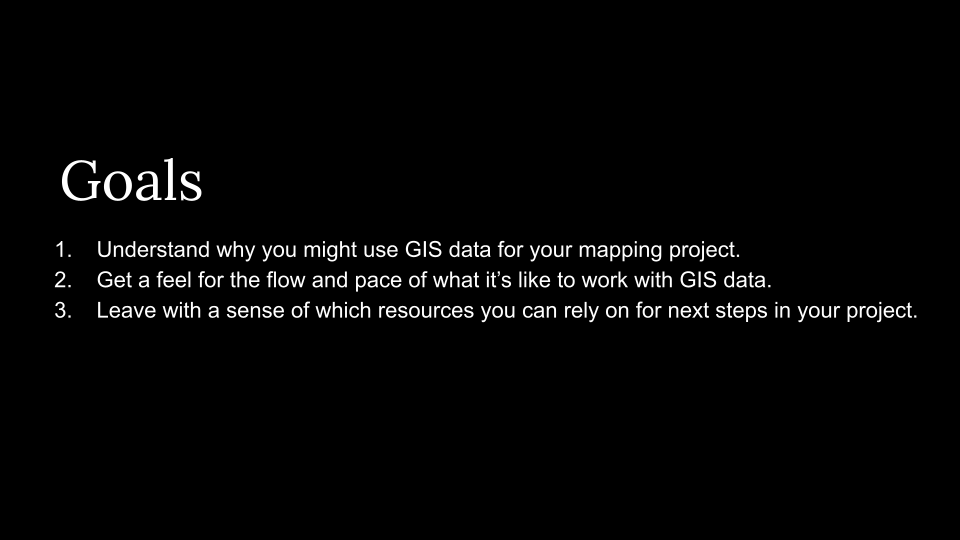 Goals
1. Understand why you might use GIS data for your mapping project.
2. Get a feel for the flow and pace of what it’s like to work with GIS data.
3. Leave with a sense of which resources you can rely on for next steps in your project.